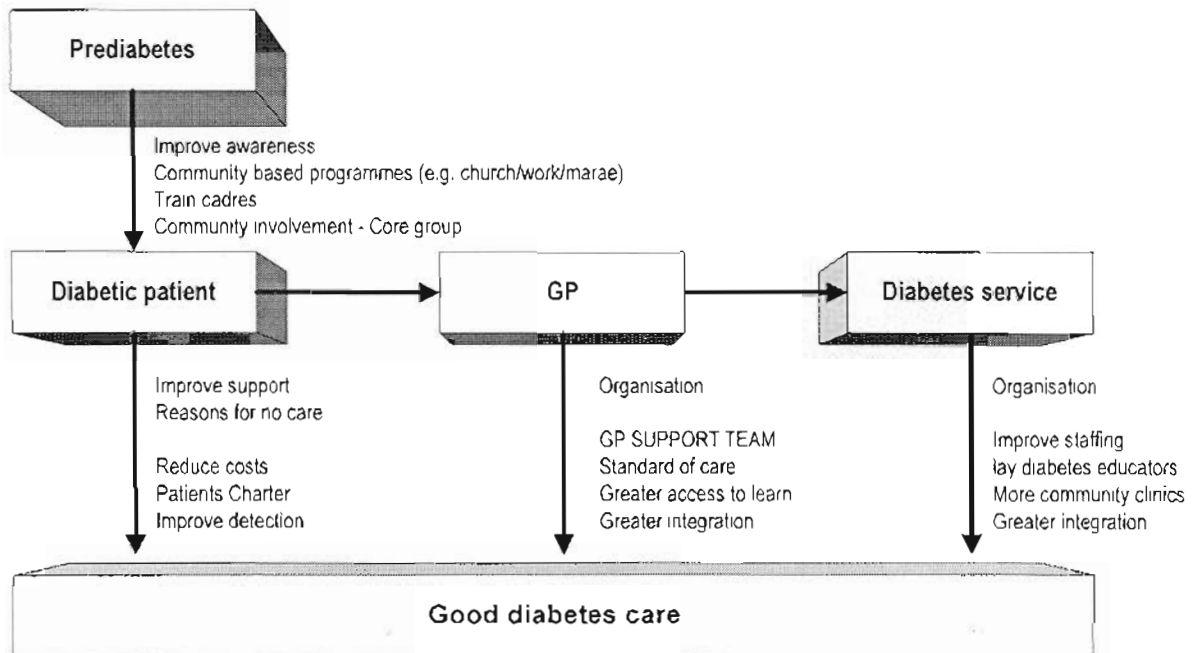 Prediabetes
Improve awareness
Community based programmes (e.g. church/work/marae)
Train cadres
Community involvement - Core group
Diabetic patient
GP
Diabetes service
Improve support
Reasons for no care
Reduce costs
Patients Charter
Improve detection
Organisation
GP SUPPORT TEAM
Standard of care
Greater access to learn
Greater integration
Organisation
Improve staffing
lay diabetes educators
More community clinics
Greater integration
Good diabetes care